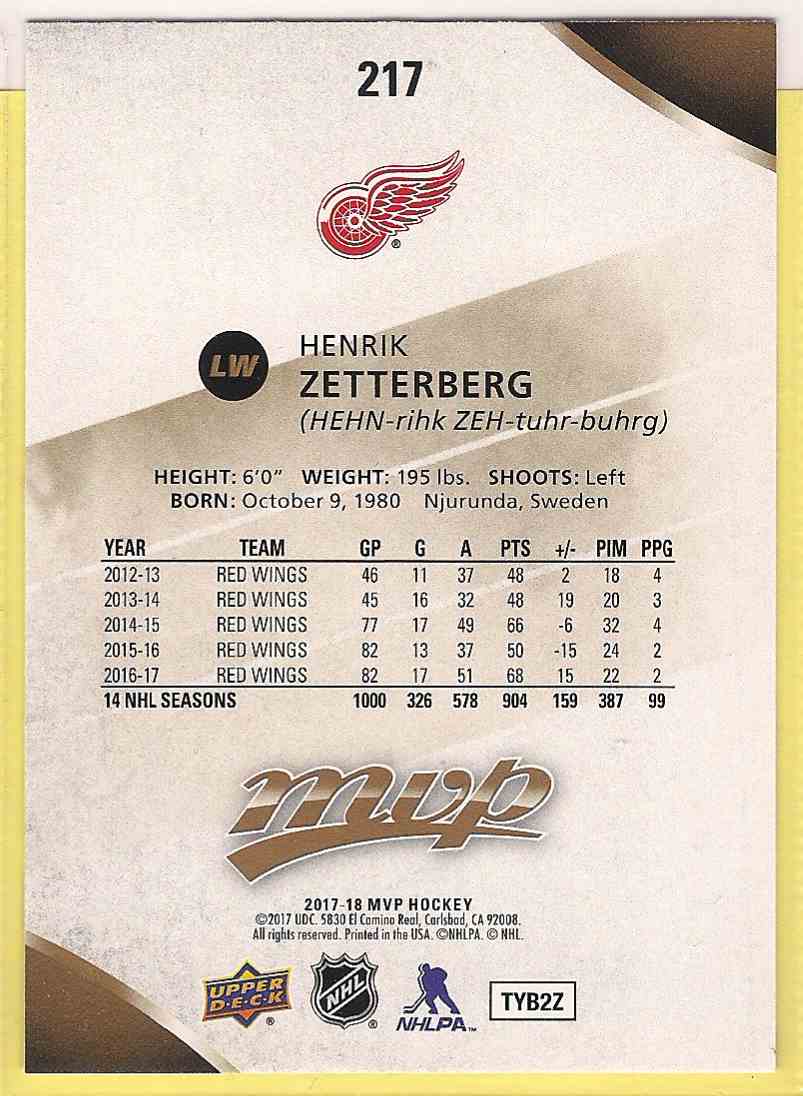 217
LW
HENRIK
ZETTERBERG
(HEHN-rihk ZEH-tuhr-buhrg)
HEIGHT: 6'0" WEIGHT: 195 lbs. SHOOTS: Left
BORN: October 9, 1980 Njurunda, Sweden
YEAR TEAM GP G A PTS +/- PIM PPG
2012-13 RED WINGS 46 11 37 48 2 18 4
2013-14 RED WINGS 45 16 32 48 19 20 3
2014-15 RED WINGS 77 17 49 66 -6 32 4
2015-16 RED WINGS 82 13 37 50 -15 24 2
2016-17 RED WINGS 82 17 51 68 15 22 2
14 NHL SEASONS 1000 326 578 904 159 387 99
mvp
2017-18 MVP HOCKEY
©2017 UDC. 5830 El Camino Real, Carlsbad, CA 92008.
All rights reserved. Printed in the USA. ©NHLPA. © NHL.
UPPER
D·E·C·K
NHL
NHLPA™
TYB2Z